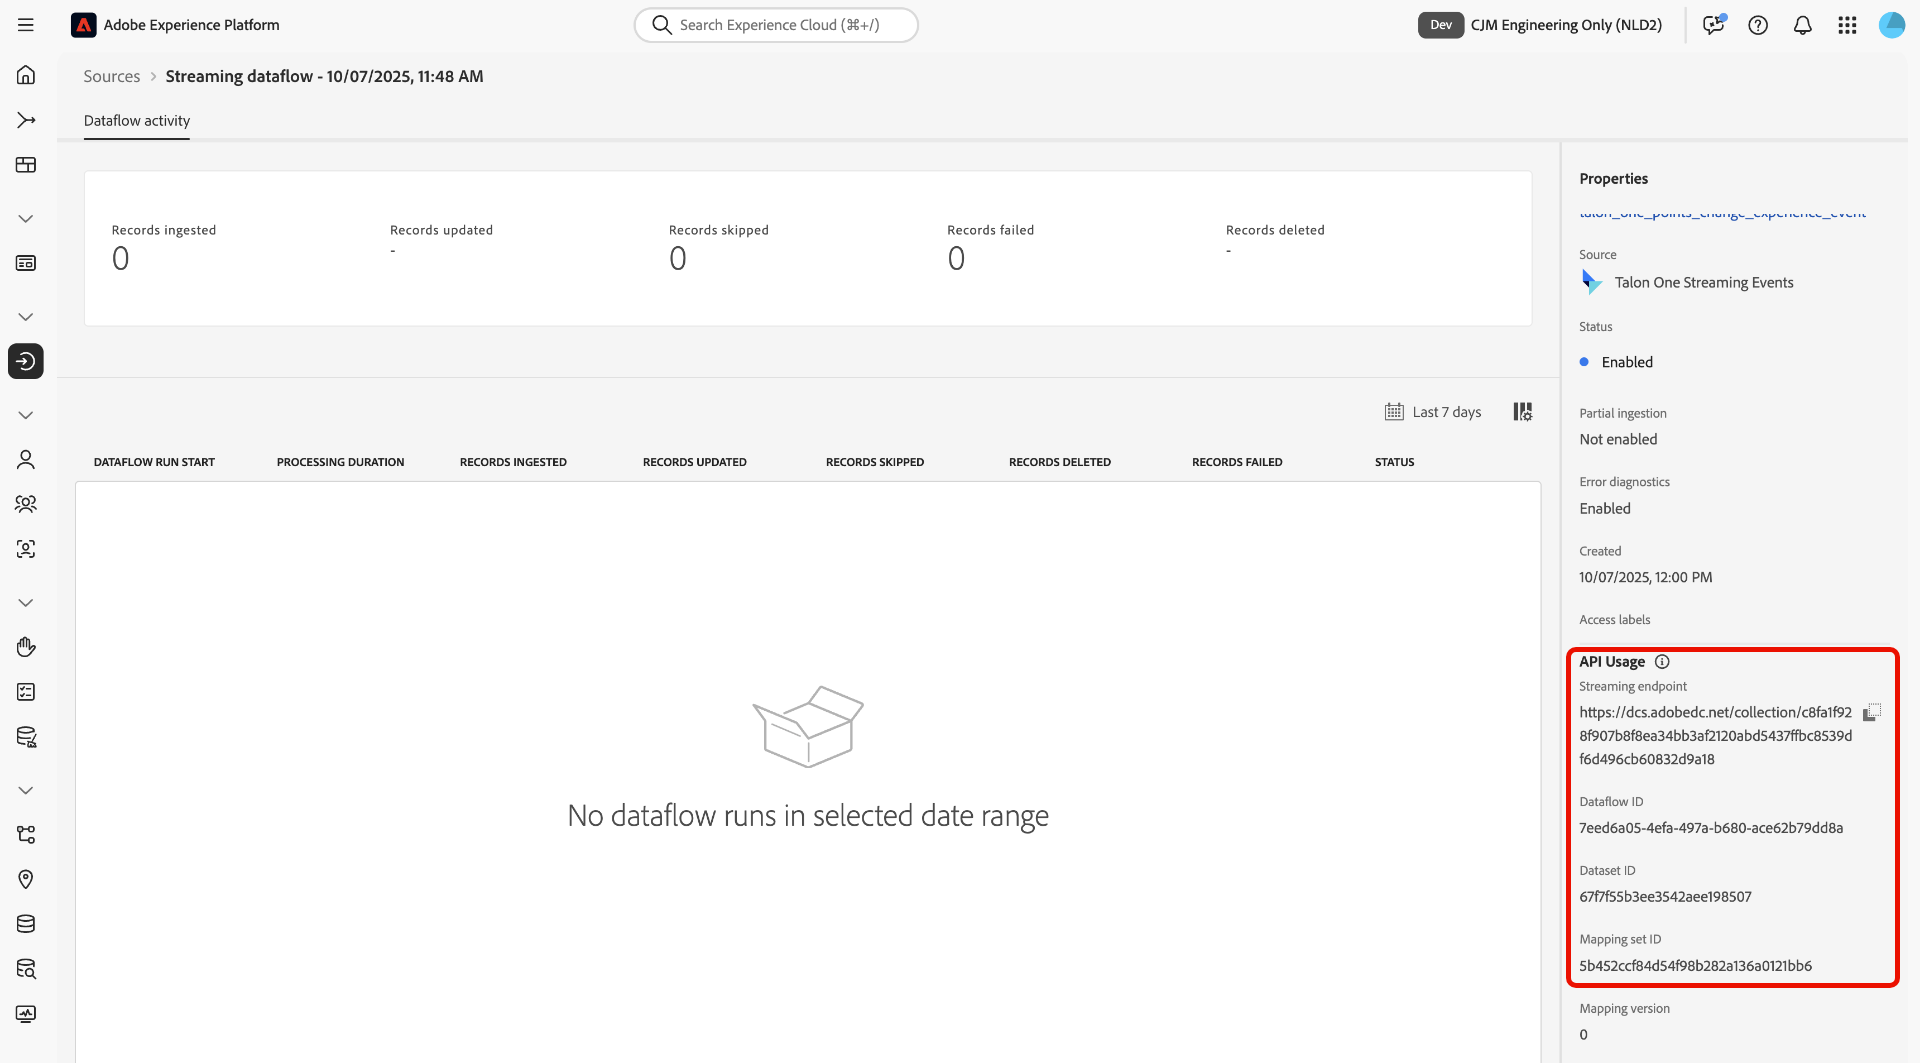 Adobe Experience Platform
Search Experience Cloud (⌘+/)
Dev
CJM Engineering Only (NLD2)
Sources > Streaming dataflow - 10/07/2025, 11:48 AM
Dataflow activity
Records ingested
0
Records updated
-
Records skipped
0
Records failed
0
Records deleted
-
Last 7 days
DATAFLOW RUN START PROCESSING DURATION RECORDS INGESTED RECORDS UPDATED RECORDS SKIPPED RECORDS DELETED RECORDS FAILED STATUS
No dataflow runs in selected date range
Properties
talon_one_points_change_experience_event
Source
Talon One Streaming Events
Status
Enabled
Partial ingestion
Not enabled
Error diagnostics
Enabled
Created
10/07/2025, 12:00 PM
Access labels
API Usage
Streaming endpoint
https://dcs.adobedc.net/collection/c8fa1f92
8f907b8f8ea34bb3af2120abd5437ffbc8539d
f6d496cb60832d9a18
Dataflow ID
7eed6a05-4efa-497a-b680-ace62b79dd8a
Dataset ID
67f7f55b3ee3542aee198507
Mapping set ID
5b452ccf84d54f98b282a136a0121bb6
Mapping version
0